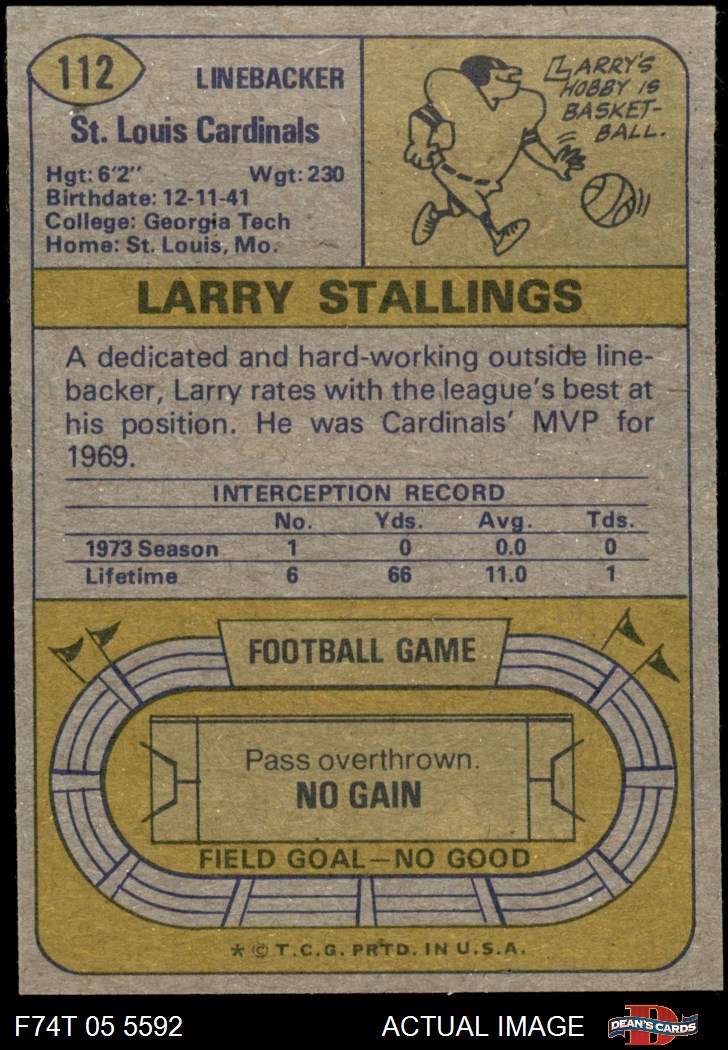 112
LINEBACKER
St. Louis Cardinals
Hgt: 6'2" Wgt: 230
Birthdate: 12-11-41
College: Georgia Tech
Home: St. Louis, Mo.
LARRY'S
HOBBY IS
BASKET-
BALL.
LARRY STALLINGS
A dedicated and hard-working outside line-
backer, Larry rates with the league's best at
his position. He was Cardinals' MVP for
1969.
INTERCEPTION RECORD
No. Yds. Avg. Tds.
1973 Season 1 0 0.0 0
Lifetime 6 66 11.0 1
FOOTBALL GAME
Pass overthrown.
NO GAIN
FIELD GOAL—NO GOOD
* © T.C.G. PRTD. IN U.S.A.
F74T 05 5592 ACTUAL IMAGE
DEAN'S CARDS